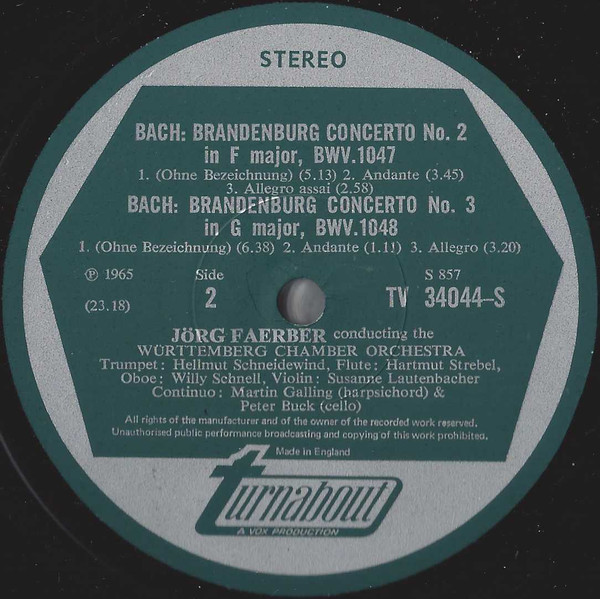 STEREO
BACH: BRANDENBURG CONCERTO No. 2
in F major, BWV.1047
1. (Ohne Bezeichnung) (5.13) 2. Andante (3.45)
3. Allegro assai (2.58)
BACH: BRANDENBURG CONCERTO No. 3
in G major, BWV.1048
1. (Ohne Bezeichnung) (6.38) 2. Andante (1.11) 3. Allegro (3.20)
℗ 1965 Side S 857
(23.18) 2 TV 34044-S
JÖRG FAERBER conducting the
WÜRTTEMBERG CHAMBER ORCHESTRA
Trumpet: Hellmut Schneidewind, Flute: Hartmut Strebel,
Oboe: Willy Schnell, Violin: Susanne Lautenbacher
Continuo: Martin Galling (harpsichord) &
Peter Buck (cello)
All rights of the manufacturer and of the owner of the recorded work reserved.
Unauthorised public performance broadcasting and copying of this work prohibited.
Made in England
turnabout
A VOX PRODUCTION